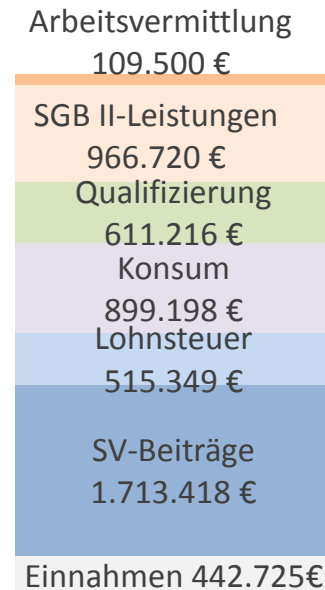 Arbeitsvermittlung
109.500 €
SGB II-Leistungen
966.720 €
Qualifizierung
611.216 €
Konsum
899.198 €
Lohnsteuer
515.349 €
SV-Beiträge
1.713.418 €
Einnahmen 442.725€